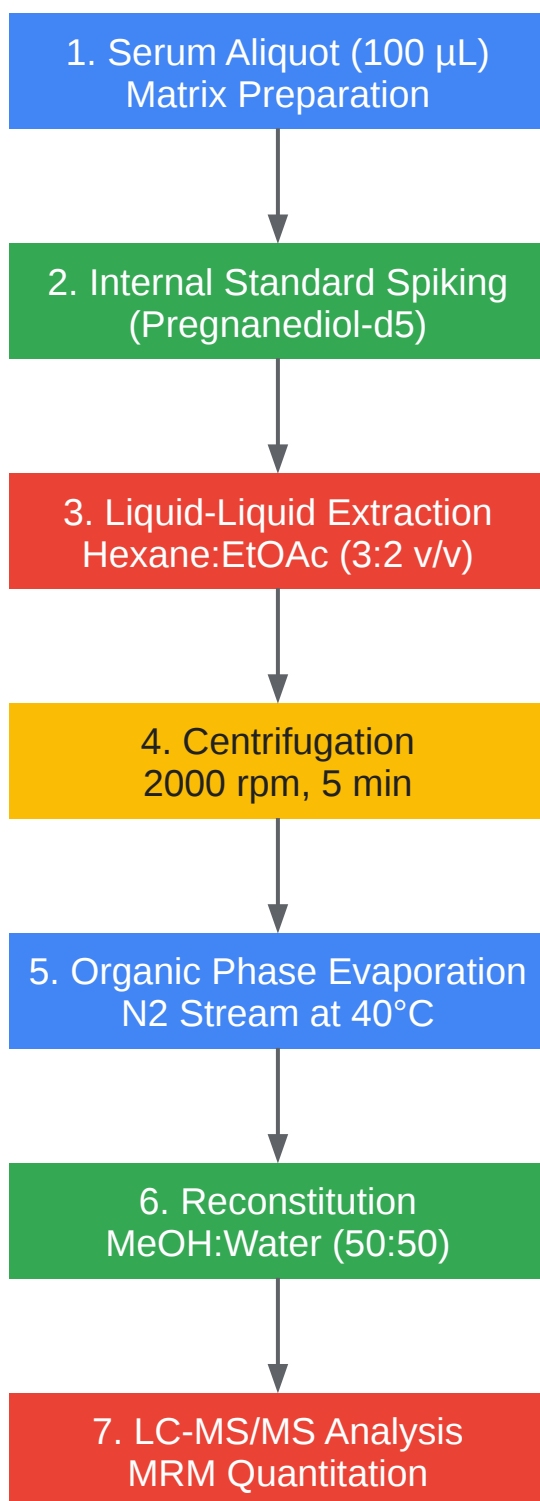 1. Serum Aliquot (100 µL)
Matrix Preparation
2. Internal Standard Spiking
(Pregnanediol-d5)
3. Liquid-Liquid Extraction
Hexane:EtOAc (3:2 v/v)
4. Centrifugation
2000 rpm, 5 min
5. Organic Phase Evaporation
N2 Stream at 40°C
6. Reconstitution
MeOH:Water (50:50)
7. LC-MS/MS Analysis
MRM Quantitation